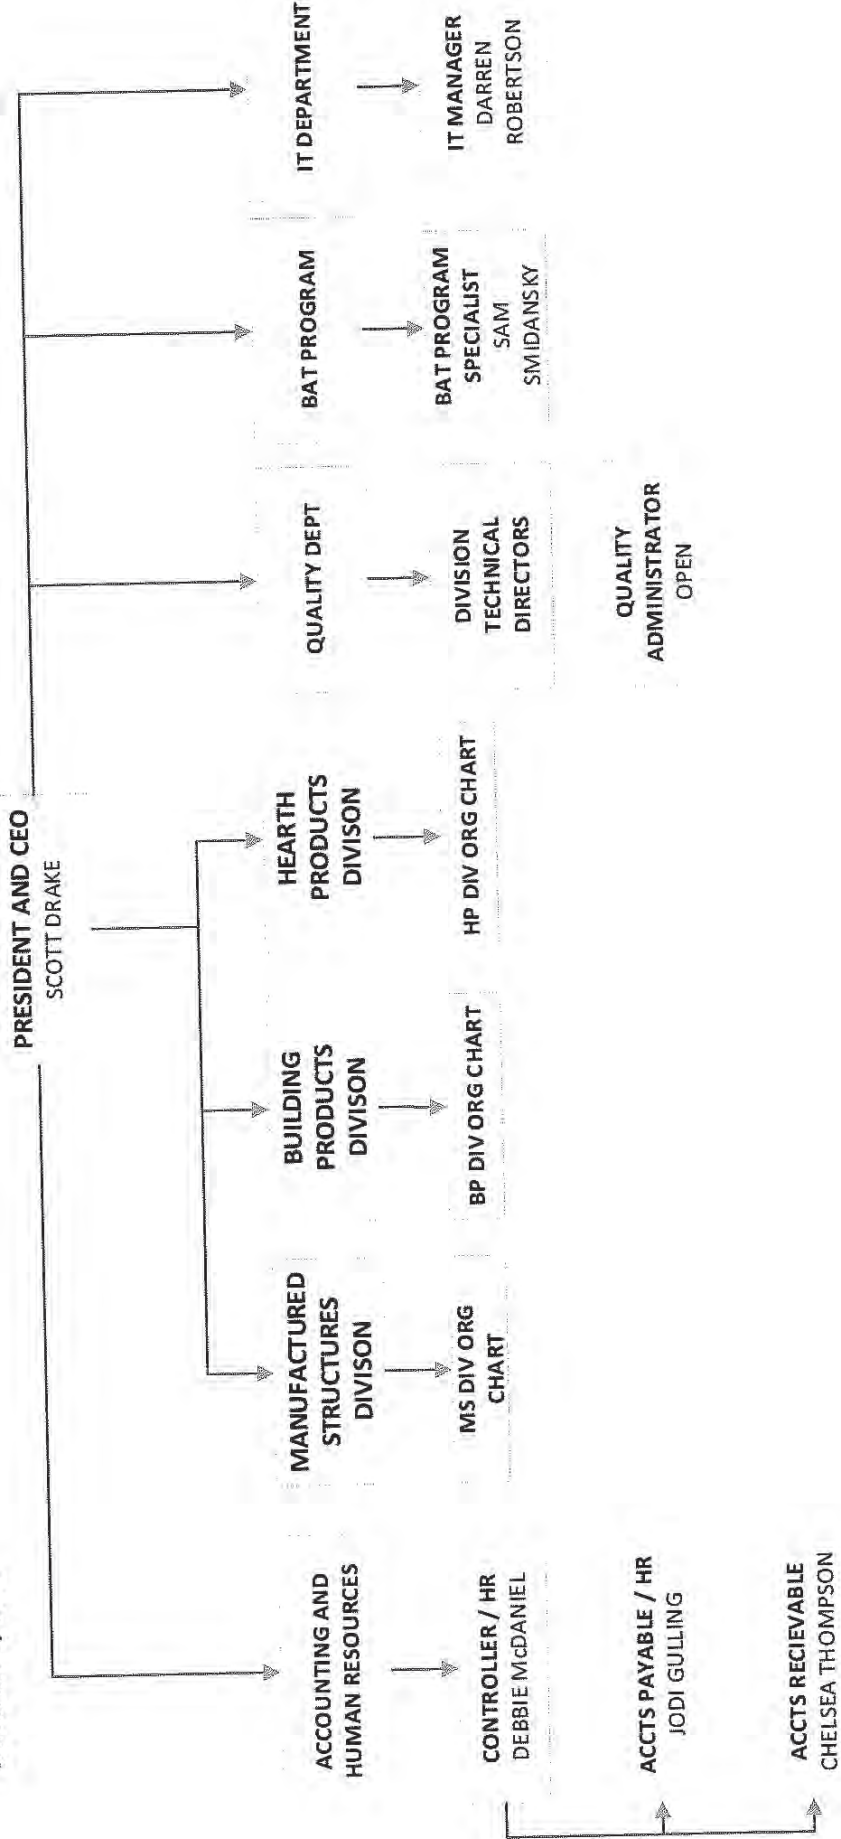 PRESIDENT AND CEO
SCOTT DRAKE
ACCOUNTING AND
HUMAN RESOURCES
MANUFACTURED
STRUCTURES
DIVISON
BUILDING
PRODUCTS
DIVISON
HEARTH
PRODUCTS
DIVISON
QUALITY DEPT
BAT PROGRAM
IT DEPARTMENT
CONTROLLER / HR
DEBBIE McDANIEL
MS DIV ORG
CHART
BP DIV ORG CHART
HP DIV ORG CHART
DIVISION
TECHNICAL
DIRECTORS
BAT PROGRAM
SPECIALIST
SAM
SMIDANSKY
IT MANAGER
DARREN
ROBERTSON
ACCTS PAYABLE / HR
JODI GULLING
QUALITY
ADMINISTRATOR
OPEN
ACCTS RECIEVABLE
CHELSEA THOMPSON